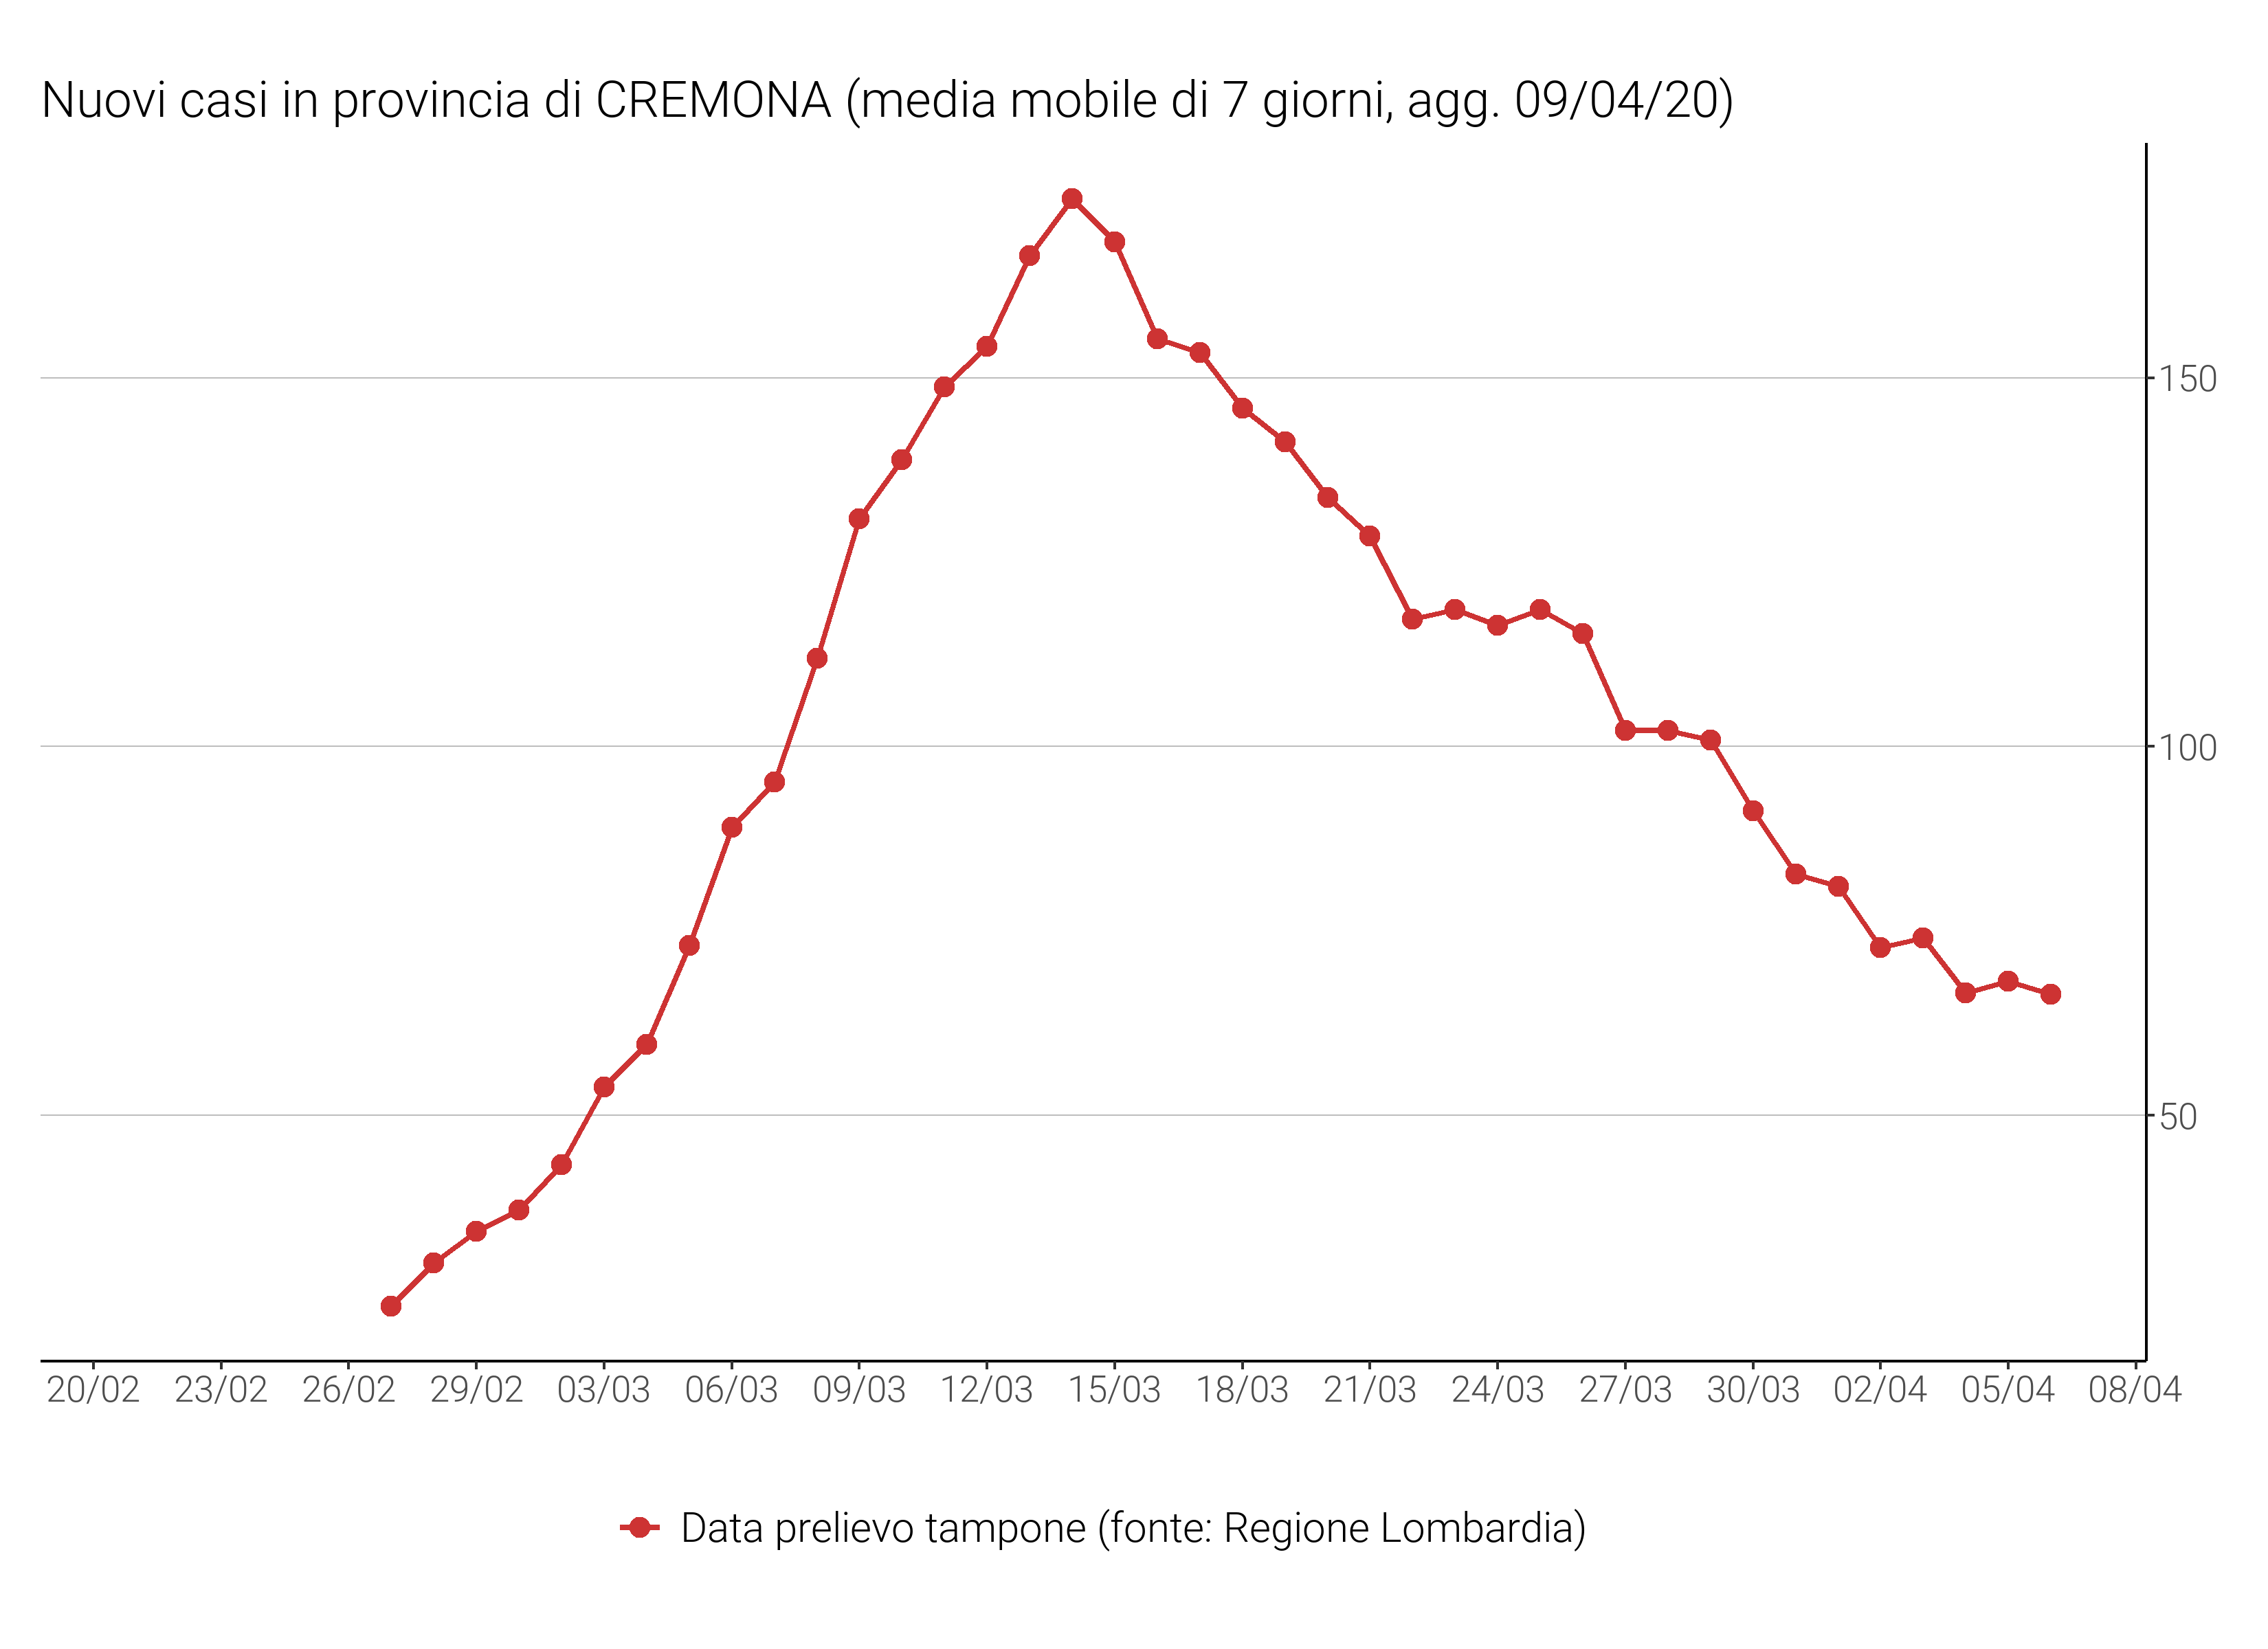 Nuovi casi in provincia di CREMONA (media mobile di 7 giorni, agg. 09/04/20)
150
100
50
20/02 23/02 26/02 29/02 03/03 06/03 09/03 12/03 15/03 18/03 21/03 24/03 27/03 30/03 02/04 05/04 08/04
Data prelievo tampone (fonte: Regione Lombardia)